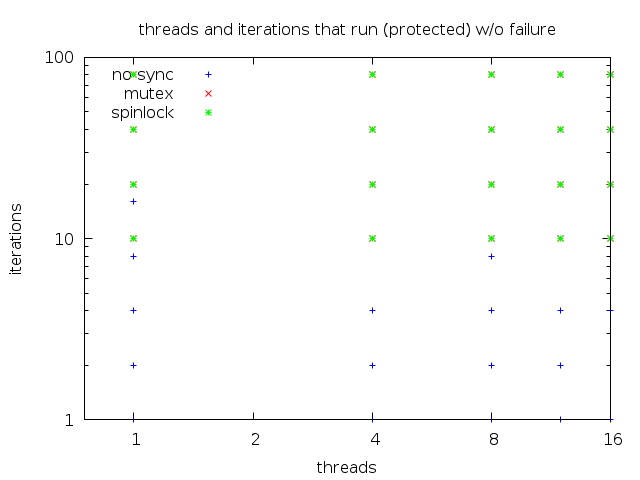 threads and iterations that run (protected) w/o failure
100
no sync
mutex
spinlock
10
1
iterations
1 2 4 8 16
threads